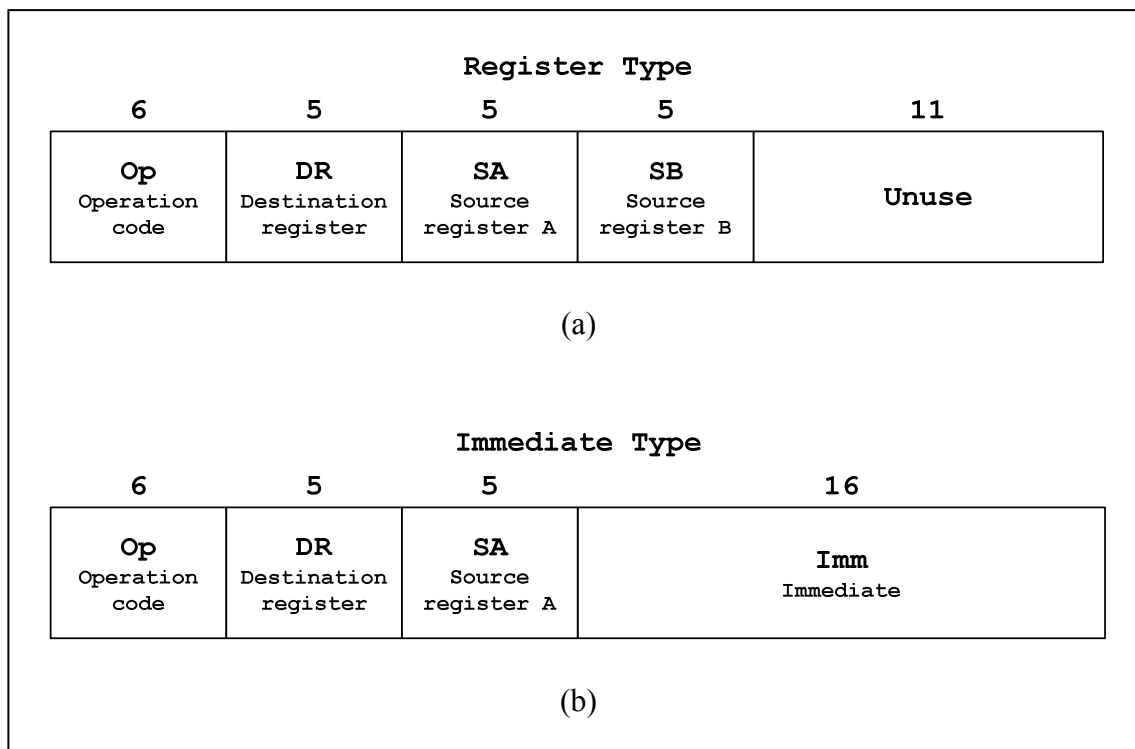 Register Type
6 5 5 5 11
Op DR SA SB Unuse
Operation code Destination register Source register A Source register B
(a)
Immediate Type
6 5 5 16
Op DR SA Imm
Operation code Destination register Source register A Immediate
(b)